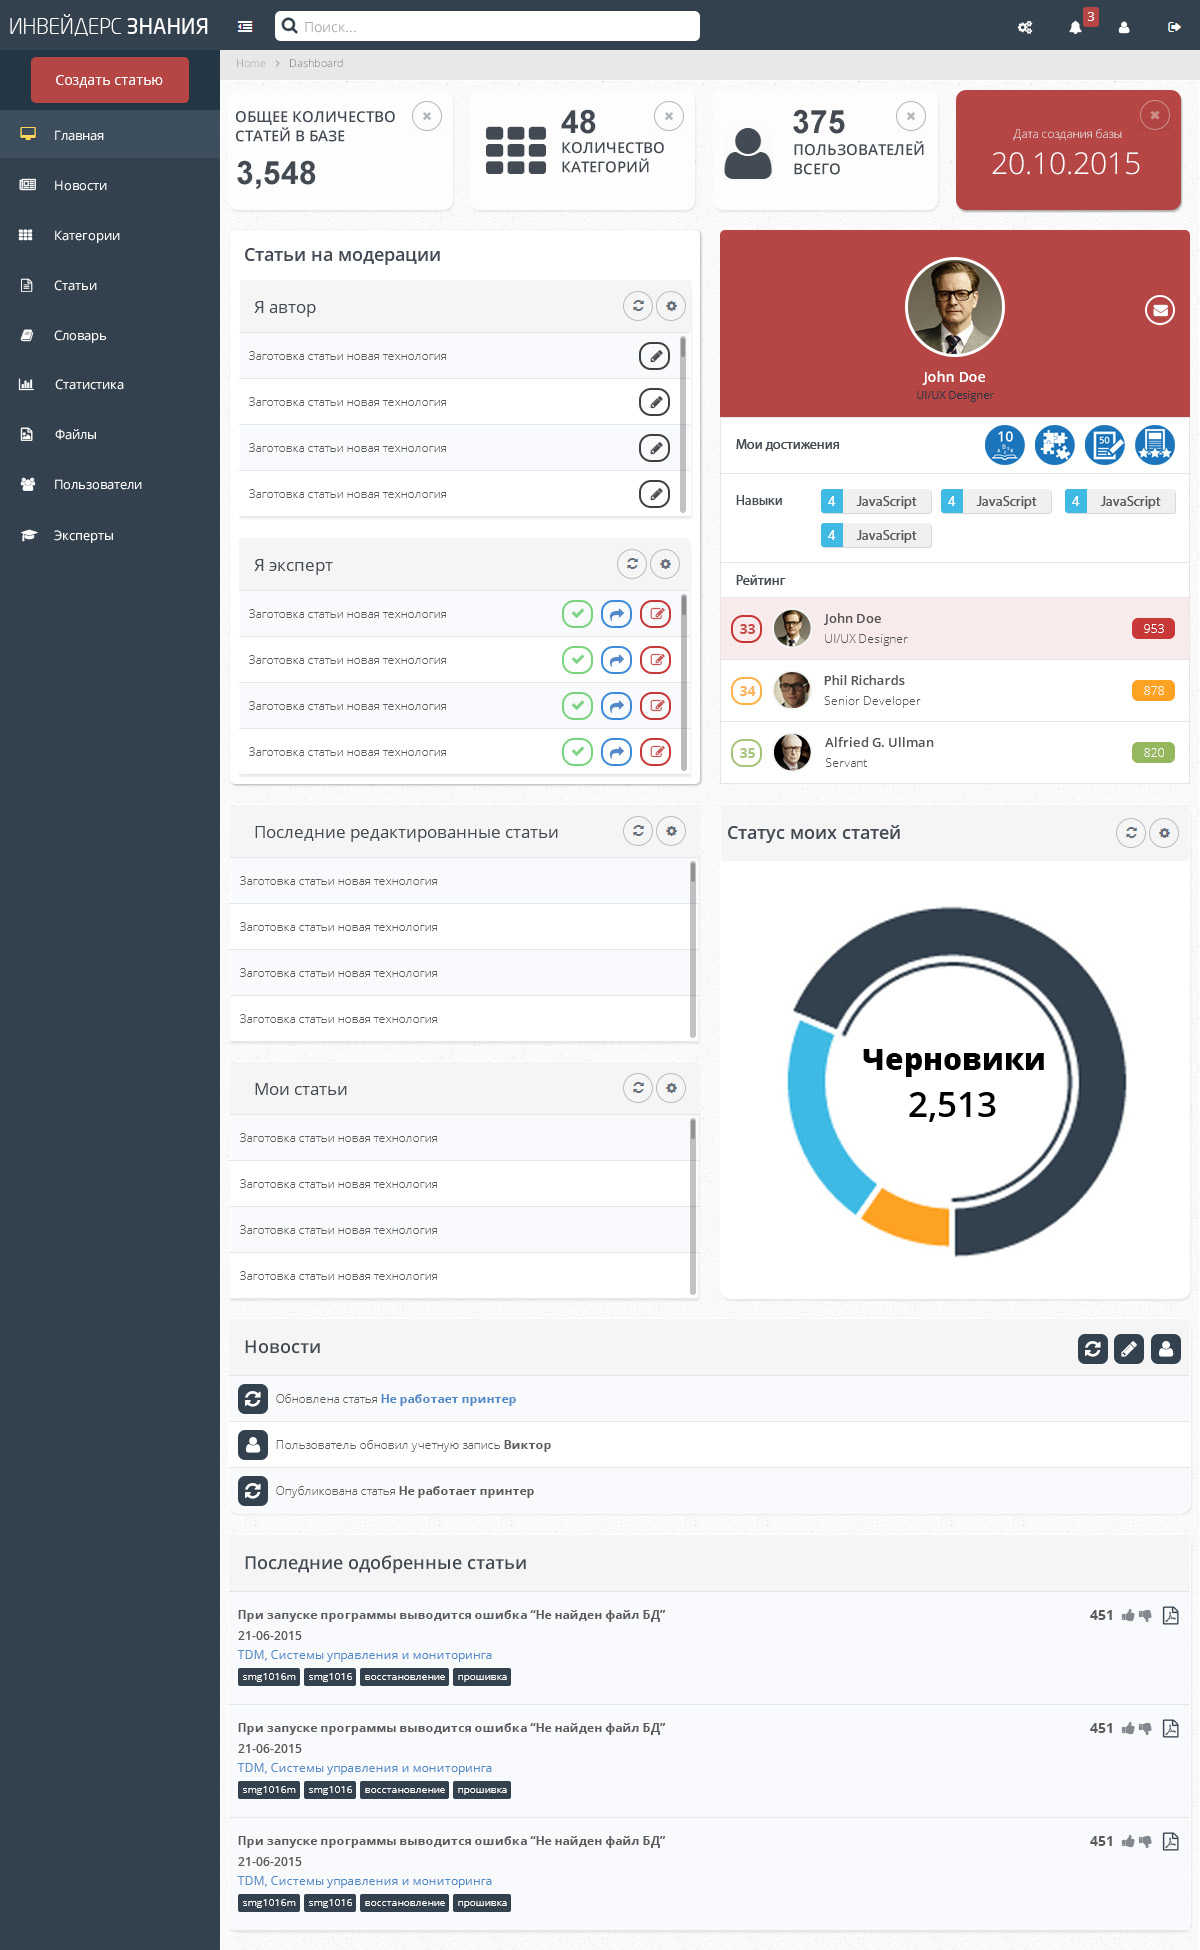 ИНВЕЙДЕРС ЗНАНИЯ
Поиск...
3
Создать статью
Главная
Новости
Категории
Статьи
Словарь
Статистика
Файлы
Пользователи
Эксперты
Home > Dashboard
ОБЩЕЕ КОЛИЧЕСТВО
СТАТЕЙ В БАЗЕ
3,548
48
КОЛИЧЕСТВО
КАТЕГОРИЙ
375
ПОЛЬЗОВАТЕЛЕЙ
ВСЕГО
Дата создания базы
20.10.2015
Статьи на модерации
Я автор
Заготовка статьи новая технология
Заготовка статьи новая технология
Заготовка статьи новая технология
Заготовка статьи новая технология
Я эксперт
Заготовка статьи новая технология
Заготовка статьи новая технология
Заготовка статьи новая технология
Заготовка статьи новая технология
John Doe
UI/UX Designer
Мои достижения
10
50
Навыки
4 JavaScript
4 JavaScript
4 JavaScript
4 JavaScript
Рейтинг
33
John Doe
UI/UX Designer
953
34
Phil Richards
Senior Developer
878
35
Alfried G. Ullman
Servant
820
Последние редактированные статьи
Заготовка статьи новая технология
Заготовка статьи новая технология
Заготовка статьи новая технология
Заготовка статьи новая технология
Мои статьи
Заготовка статьи новая технология
Заготовка статьи новая технология
Заготовка статьи новая технология
Заготовка статьи новая технология
Статус моих статей
Черновики
2,513
Новости
Обновлена статья Не работает принтер
Пользователь обновил учетную запись Виктор
Опубликована статья Не работает принтер
Последние одобренные статьи
При запуске программы выводится ошибка “Не найден файл БД”
451
21-06-2015
TDM, Системы управления и мониторинга
smg1016m smg1016 восстановление прошивка
При запуске программы выводится ошибка “Не найден файл БД”
451
21-06-2015
TDM, Системы управления и мониторинга
smg1016m smg1016 восстановление прошивка
При запуске программы выводится ошибка “Не найден файл БД”
451
21-06-2015
TDM, Системы управления и мониторинга
smg1016m smg1016 восстановление прошивка